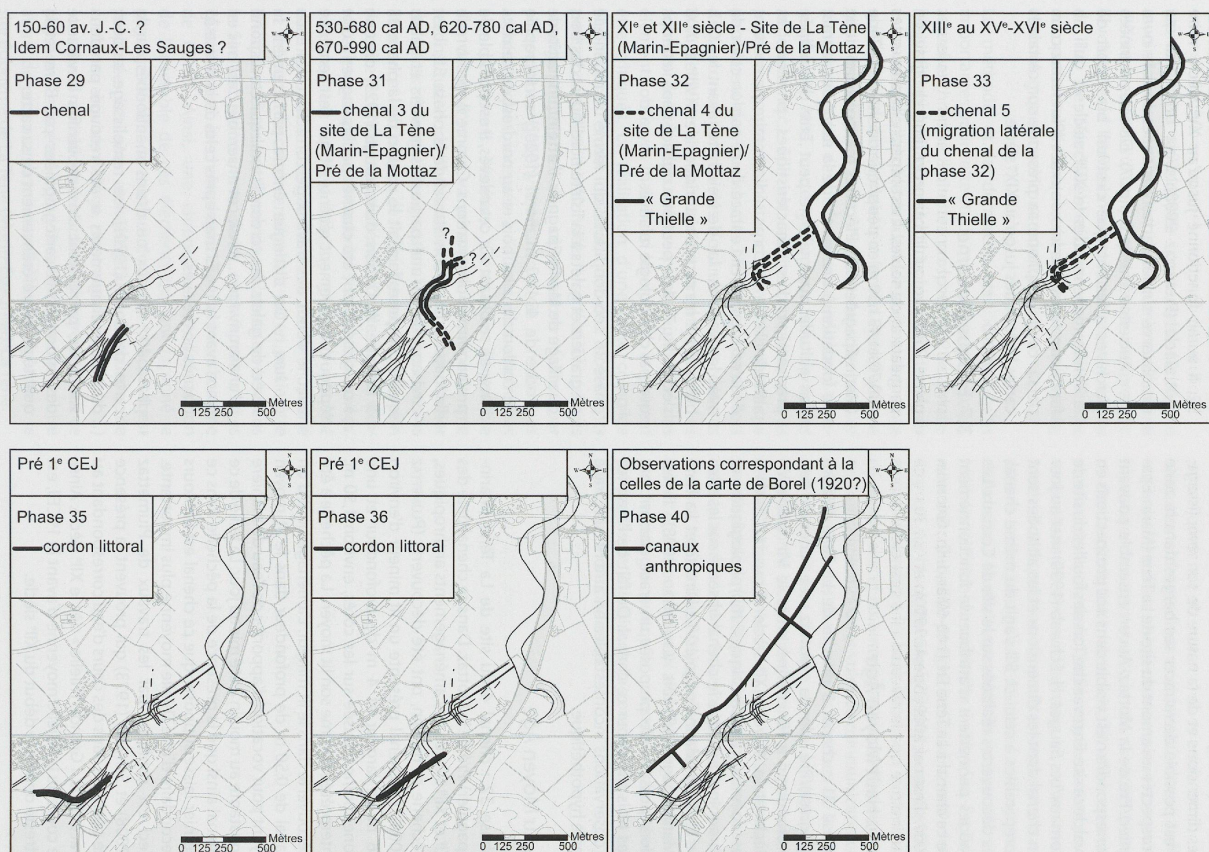 150-60 av. J.-C. ?
Idem Cornaux-Les Sauges ?
Phase 29
chenal
Mètres
0 125 250 500
530-680 cal AD, 620-780 cal AD,
670-990 cal AD
Phase 31
chenal 3 du
site de La Tène
(Marin-Epagnier)/
Pré de la Mottaz
?
?
Mètres
0 125 250 500
XIe et XIIe siècle - Site de La Tène
(Marin-Epagnier)/Pré de la Mottaz
Phase 32
chenal 4 du
site de La Tène
(Marin-Epagnier)/
Pré de la Mottaz
« Grande
Thielle »
Mètres
0 125 250 500
XIIIe au XVe-XVIe siècle
Phase 33
chenal 5
(migration latérale
du chenal de la
phase 32)
« Grande
Thielle »
Mètres
0 125 250 500
Pré 1e CEJ
Phase 35
cordon littoral
Mètres
0 125 250 500
Pré 1e CEJ
Phase 36
cordon littoral
Mètres
0 125 250 500
Observations correspondant à la
celles de la carte de Borel (1920?)
Phase 40
canaux
anthropiques
Mètres
0 125 250 500